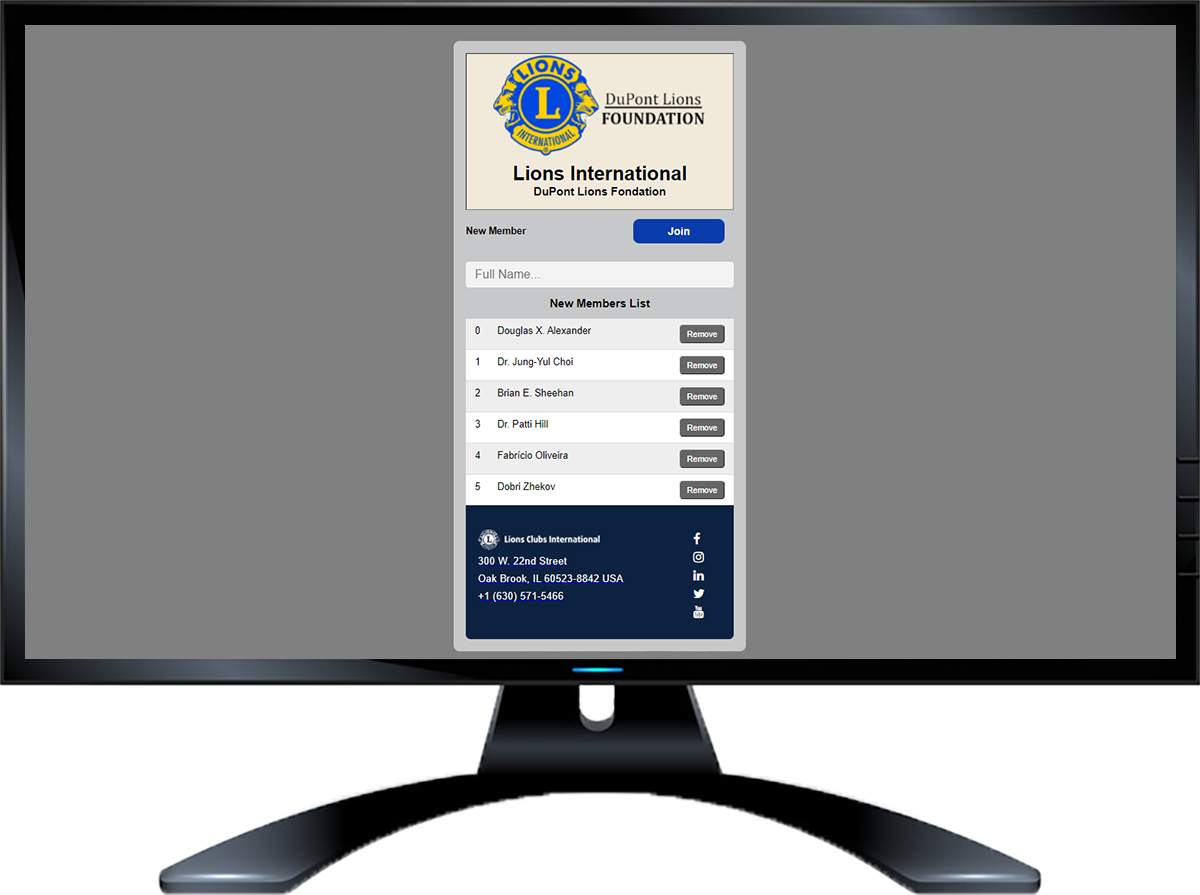 LIONS
L
INTERNATIONAL
DuPont Lions
FOUNDATION
Lions International
DuPont Lions Fondation
New Member
Join
Full Name...
New Members List
0 Douglas X. Alexander Remove
1 Dr. Jung-Yul Choi Remove
2 Brian E. Sheehan Remove
3 Dr. Patti Hill Remove
4 Fabrício Oliveira Remove
5 Dobri Zhekov Remove
L Lions Clubs International
300 W. 22nd Street
Oak Brook, IL 60523-8842 USA
+1 (630) 571-5466